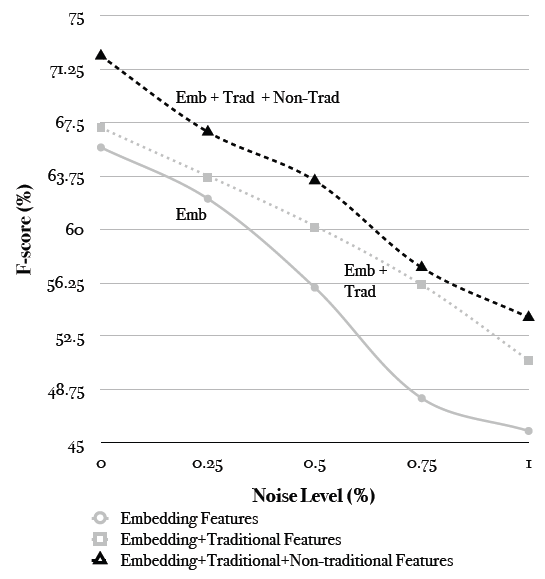 75
71.25
Emb + Trad + Non-Trad
67.5
63.75
Emb
60
Emb +
Trad
56.25
52.5
48.75
45
0 0.25 0.5 0.75 1
F-score (%)
Noise Level (%)
Embedding Features
Embedding+Traditional Features
Embedding+Traditional+Non-traditional Features